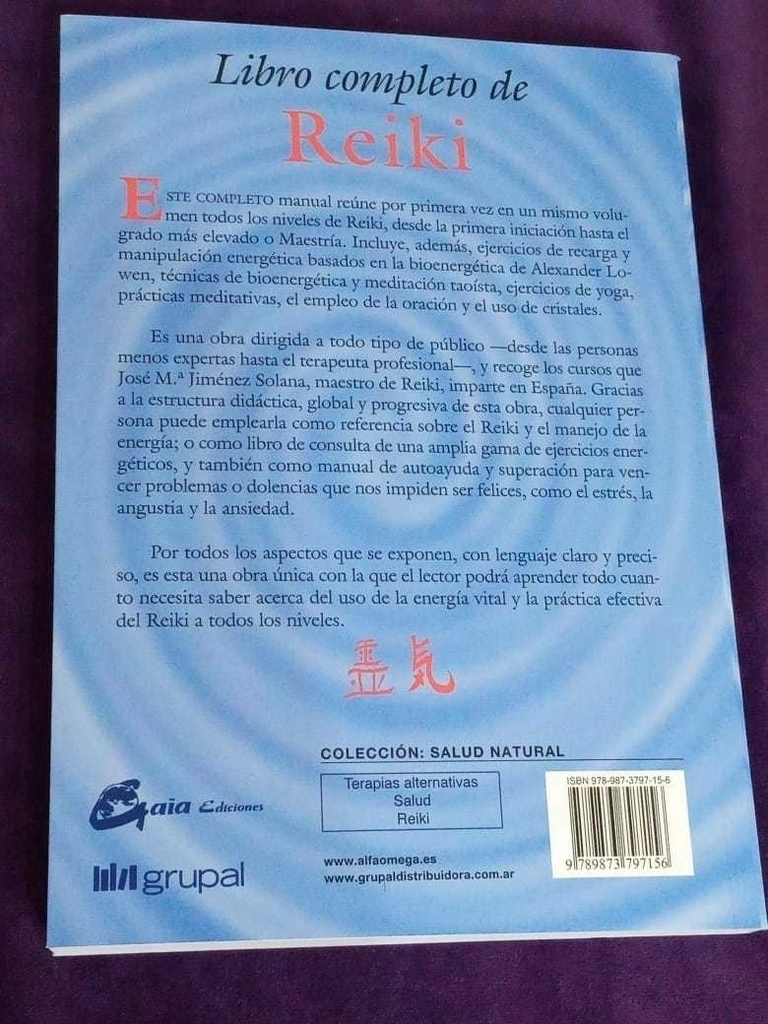 Libro completo de
Reiki
ESTE COMPLETO manual reúne por primera vez en un mismo volu-
men todos los niveles de Reiki, desde la primera iniciación hasta el
grado más elevado o Maestría. Incluye, además, ejercicios de recarga y
manipulación energética basados en la bioenergética de Alexander Lo-
wen, técnicas de bioenergética y meditación taoísta, ejercicios de yoga,
prácticas meditativas, el empleo de la oración y el uso de cristales.
Es una obra dirigida a todo tipo de público —desde las personas
menos expertas hasta el terapeuta profesional—, y recoge los cursos que
José M.ª Jiménez Solana, maestro de Reiki, imparte en España. Gracias
a la estructura didáctica, global y progresiva de esta obra, cualquier per-
sona puede emplearla como referencia sobre el Reiki y el manejo de la
energía; o como libro de consulta de una amplia gama de ejercicios ener-
géticos, y también como manual de autoayuda y superación para ven-
cer problemas o dolencias que nos impiden ser felices, como el estrés, la
angustia y la ansiedad.
Por todos los aspectos que se exponen, con lenguaje claro y preci-
so, es esta una obra única con la que el lector podrá aprender todo cuan-
to necesita saber acerca del uso de la energía vital y la práctica efectiva
del Reiki a todos los niveles.
靈気
COLECCIÓN: SALUD NATURAL
Terapias alternativas
Salud
Reiki
Gaia Ediciones
grupal
www.alfaomega.es
www.grupaldistribuidora.com.ar
ISBN 978-987-3797-15-6
9 789873 797156